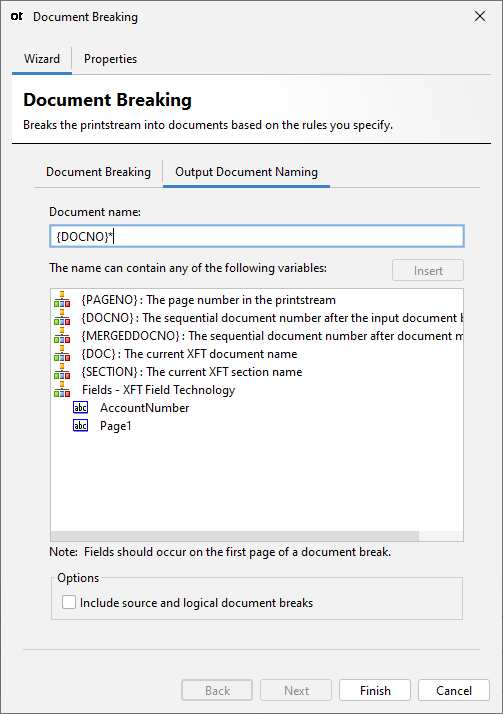 ot Document Breaking
Wizard Properties
Document Breaking
Breaks the printstream into documents based on the rules you specify.
Document Breaking Output Document Naming
Document name:
{DOCNO}*
The name can contain any of the following variables: Insert
{PAGENO} : The page number in the printstream
{DOCNO} : The sequential document number after the input document
{MERGEDDOCNO} : The sequential document number after document
{DOC} : The current XFT document name
{SECTION} : The current XFT section name
Fields - XFT Field Technology
abc AccountNumber
abc Page1
Note: Fields should occur on the first page of a document break.
Options
Include source and logical document breaks
Back Next Finish Cancel